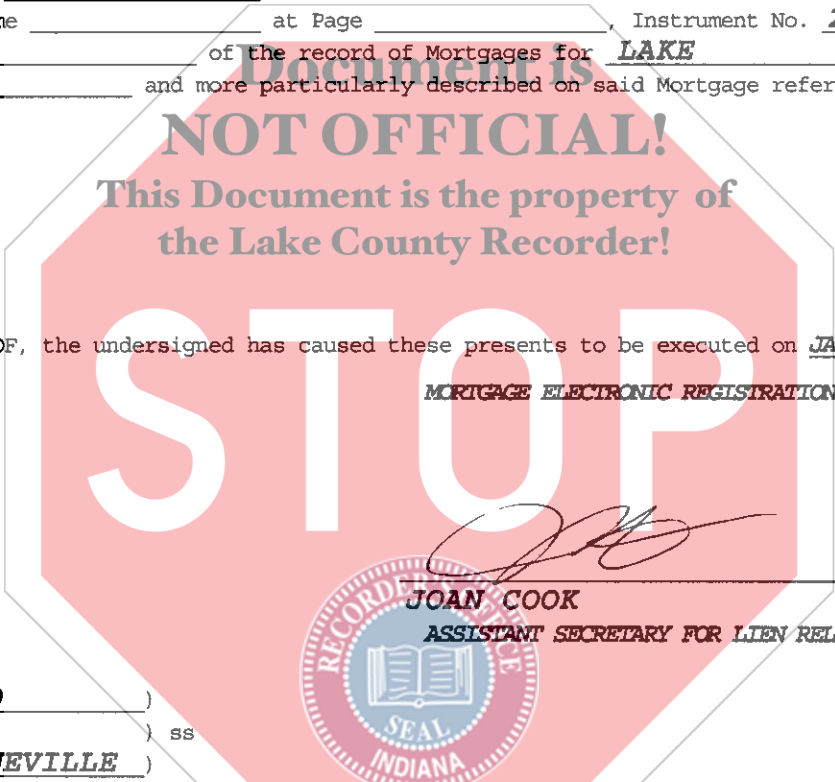 at Page , Instrument No.
of the record of Mortgages for LAKE
and more particularly described on said Mortgage
Document is
NOT OFFICIAL!
This Document is the property of
the Lake County Recorder!
the undersigned has caused these presents to be executed on
MORTGAGE ELECTRONIC REGISTRATION
STOP
JOAN COOK
ASSISTANT SECRETARY FOR LIEN
RECORDER'S OFFICE
SEAL
INDIANA
)
) ss
EVILLE )